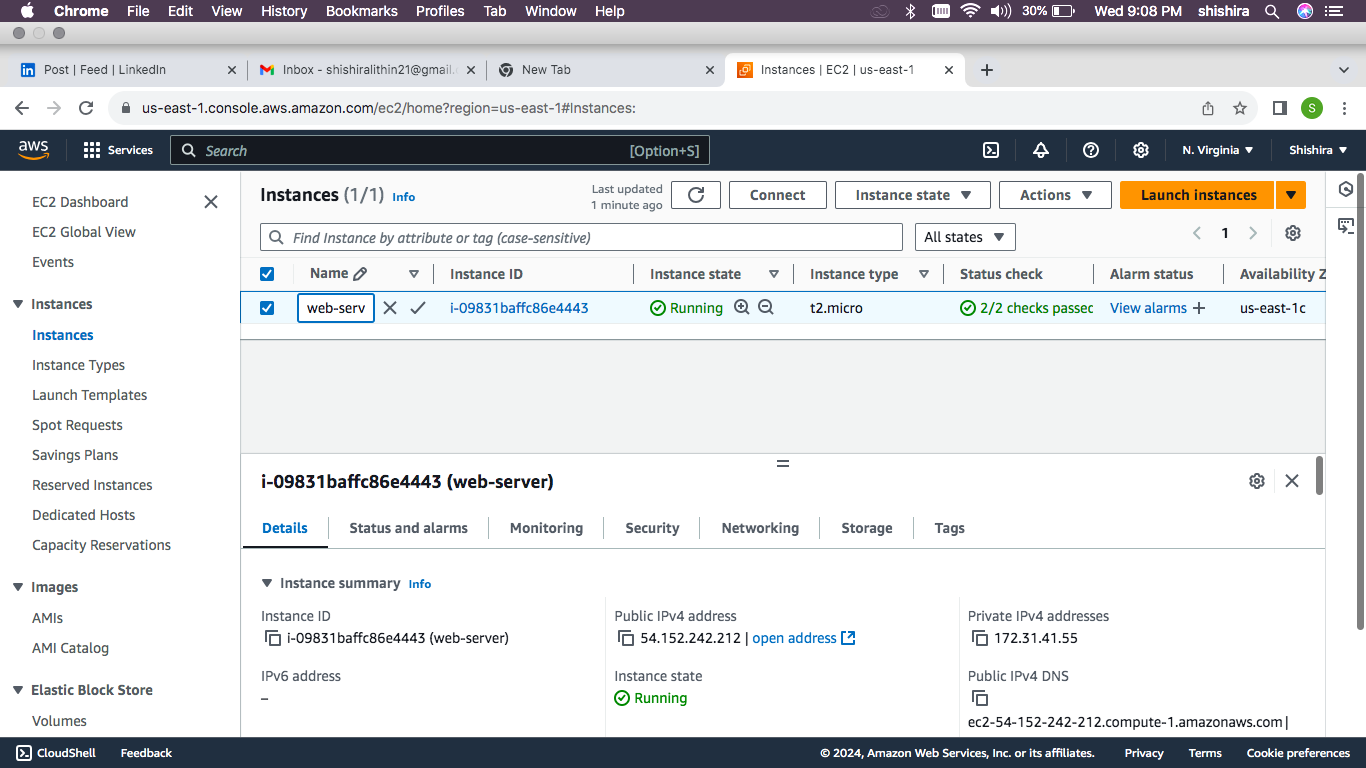 Chrome File Edit View History Bookmarks Profiles Tab Window Help 30% Wed 9:08 PM shishira
Post | Feed | LinkedIn Inbox - shishiralithin21@gmail. New Tab Instances | EC2 | us-east-1
us-east-1.console.aws.amazon.com/ec2/home?region=us-east-1#Instances: S
aws Services Search [Option+S] N. Virginia Shishira
EC2 Dashboard
EC2 Global View
Events
Instances
Instances
Instance Types
Launch Templates
Spot Requests
Savings Plans
Reserved Instances
Dedicated Hosts
Capacity Reservations
Images
AMIs
AMI Catalog
Elastic Block Store
Volumes
Instances (1/1) Info
Last updated
1 minute ago
Connect Instance state Actions Launch instances
Find Instance by attribute or tag (case-sensitive) All states 1
Name Instance ID Instance state Instance type Status check Alarm status Availability Z
web-serv i-09831baffc86e4443 Running t2.micro 2/2 checks passec View alarms + us-east-1c
i-09831baffc86e4443 (web-server)
Details Status and alarms Monitoring Security Networking Storage Tags
Instance summary Info
Instance ID
i-09831baffc86e4443 (web-server)
Public IPv4 address
54.152.242.212 | open address
Private IPv4 addresses
172.31.41.55
IPv6 address
–
Instance state
Running
Public IPv4 DNS
ec2-54-152-242-212.compute-1.amazonaws.com |
CloudShell Feedback © 2024, Amazon Web Services, Inc. or its affiliates. Privacy Terms Cookie preferences